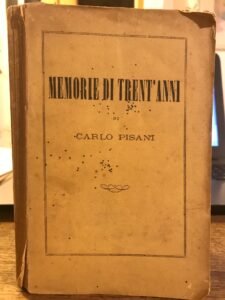 MEMORIE DI TRENT'ANNI
DI
CARLO PISANI